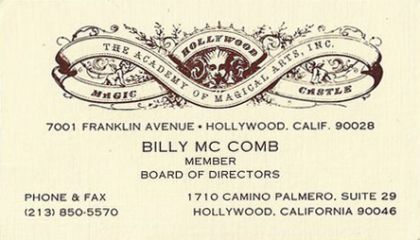 HOLLYWOOD
THE ACADEMY OF MAGICAL ARTS, INC.
MAGIC CASTLE
7001 FRANKLIN AVENUE • HOLLYWOOD, CALIF. 90028
BILLY MC COMB
MEMBER
BOARD OF DIRECTORS
PHONE & FAX 1710 CAMINO PALMERO, SUITE 29
(213) 850-5570 HOLLYWOOD, CALIFORNIA 90046